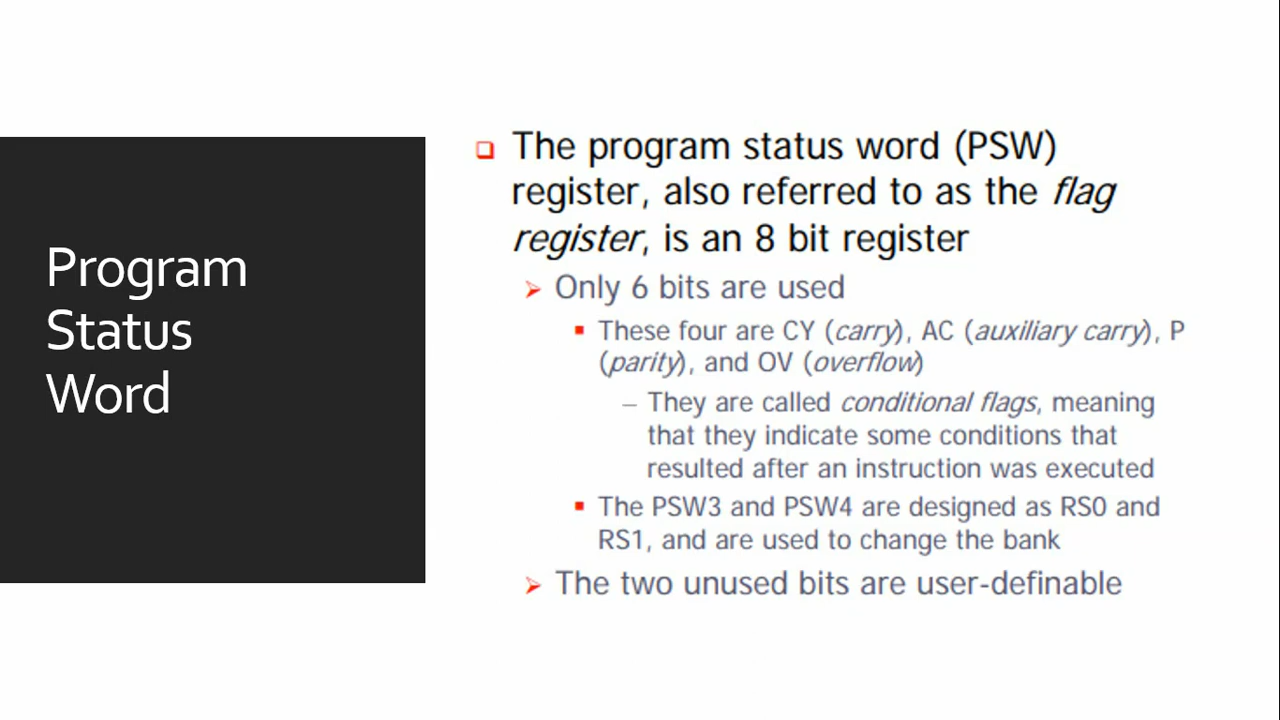 Program
Status
Word
❑ The program status word (PSW)
register, also referred to as the flag
register, is an 8 bit register
➢ Only 6 bits are used
▪ These four are CY (carry), AC (auxiliary carry), P
(parity), and OV (overflow)
– They are called conditional flags, meaning
that they indicate some conditions that
resulted after an instruction was executed
▪ The PSW3 and PSW4 are designed as RS0 and
RS1, and are used to change the bank
➢ The two unused bits are user-definable